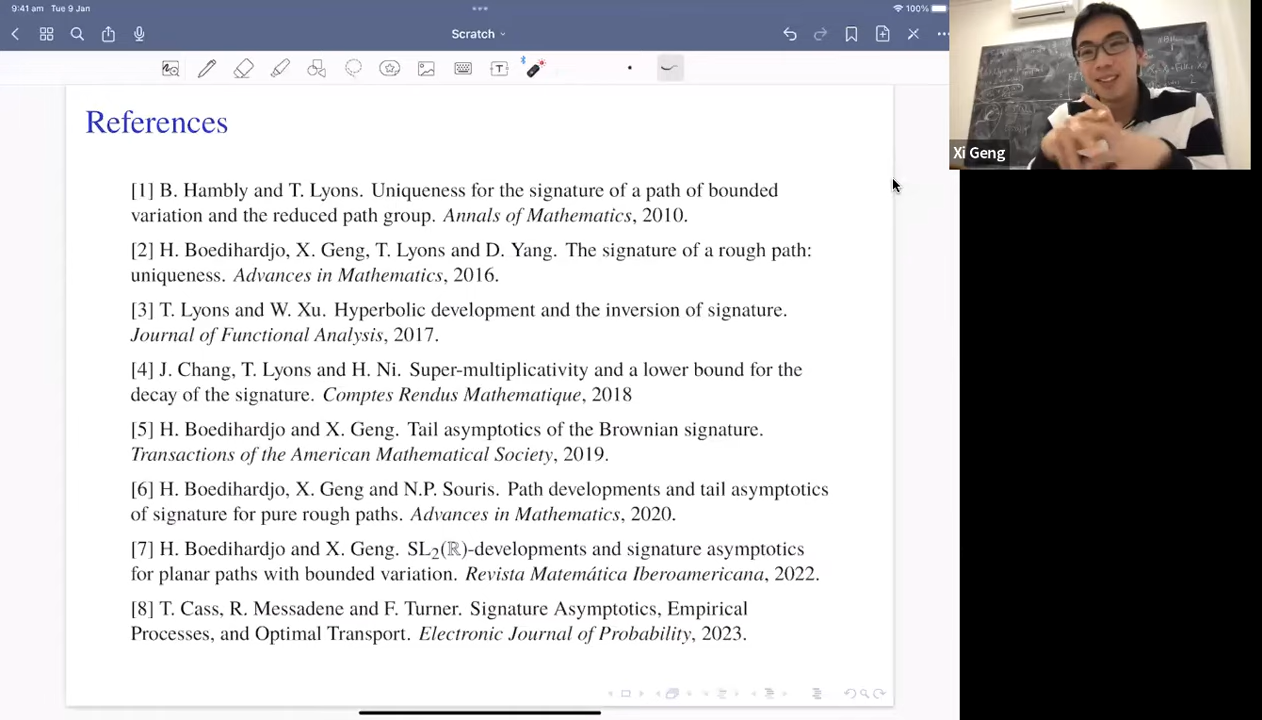 9:41 am Tue 9 Jan
100%
Scratch
Xi Geng
References
[1] B. Hambly and T. Lyons. Uniqueness for the signature of a path of bounded
variation and the reduced path group. Annals of Mathematics, 2010.
[2] H. Boedihardjo, X. Geng, T. Lyons and D. Yang. The signature of a rough path:
uniqueness. Advances in Mathematics, 2016.
[3] T. Lyons and W. Xu. Hyperbolic development and the inversion of signature.
Journal of Functional Analysis, 2017.
[4] J. Chang, T. Lyons and H. Ni. Super-multiplicativity and a lower bound for the
decay of the signature. Comptes Rendus Mathematique, 2018
[5] H. Boedihardjo and X. Geng. Tail asymptotics of the Brownian signature.
Transactions of the American Mathematical Society, 2019.
[6] H. Boedihardjo, X. Geng and N.P. Souris. Path developments and tail asymptotics
of signature for pure rough paths. Advances in Mathematics, 2020.
[7] H. Boedihardjo and X. Geng. SL₂(ℝ)-developments and signature asymptotics
for planar paths with bounded variation. Revista Matemática Iberoamericana, 2022.
[8] T. Cass, R. Messadene and F. Turner. Signature Asymptotics, Empirical
Processes, and Optimal Transport. Electronic Journal of Probability, 2023.